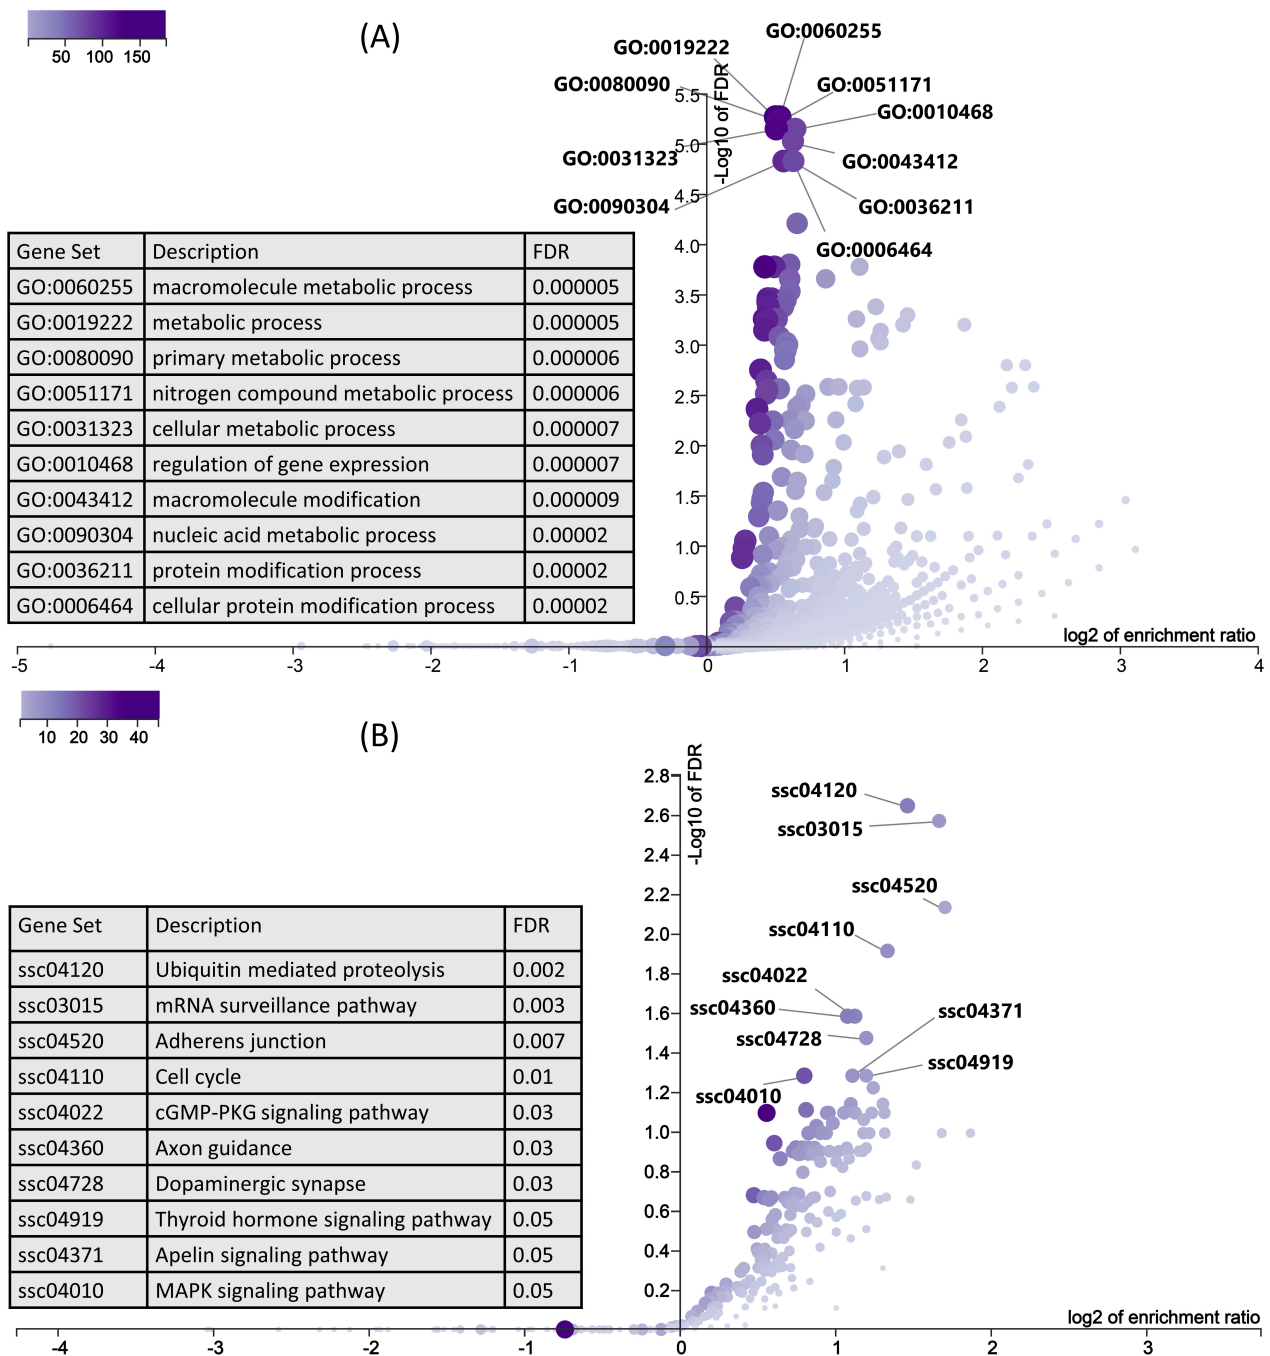 (A)
50 100 150
GO:0060255
GO:0019222
GO:0080090
GO:0051171
GO:0010468
GO:0031323
GO:0043412
GO:0090304
GO:0036211
GO:0006464
-Log10 of FDR
5.5
5.0
4.5
4.0
3.5
3.0
2.5
2.0
1.5
1.0
0.5
Gene Set Description FDR
GO:0060255 macromolecule metabolic process 0.000005
GO:0019222 metabolic process 0.000005
GO:0080090 primary metabolic process 0.000006
GO:0051171 nitrogen compound metabolic process 0.000006
GO:0031323 cellular metabolic process 0.000007
GO:0010468 regulation of gene expression 0.000007
GO:0043412 macromolecule modification 0.000009
GO:0090304 nucleic acid metabolic process 0.00002
GO:0036211 protein modification process 0.00002
GO:0006464 cellular protein modification process 0.00002
log2 of enrichment ratio
-5 -4 -3 -2 -1 0 1 2 3 4
(B)
10 20 30 40
-Log10 of FDR
2.8
2.6
2.4
2.2
2.0
1.8
1.6
1.4
1.2
1.0
0.8
0.6
0.4
0.2
ssc04120
ssc03015
ssc04520
ssc04110
ssc04022
ssc04360
ssc04371
ssc04728
ssc04919
ssc04010
Gene Set Description FDR
ssc04120 Ubiquitin mediated proteolysis 0.002
ssc03015 mRNA surveillance pathway 0.003
ssc04520 Adherens junction 0.007
ssc04110 Cell cycle 0.01
ssc04022 cGMP-PKG signaling pathway 0.03
ssc04360 Axon guidance 0.03
ssc04728 Dopaminergic synapse 0.03
ssc04919 Thyroid hormone signaling pathway 0.05
ssc04371 Apelin signaling pathway 0.05
ssc04010 MAPK signaling pathway 0.05
log2 of enrichment ratio
-4 -3 -2 -1 0 1 2 3